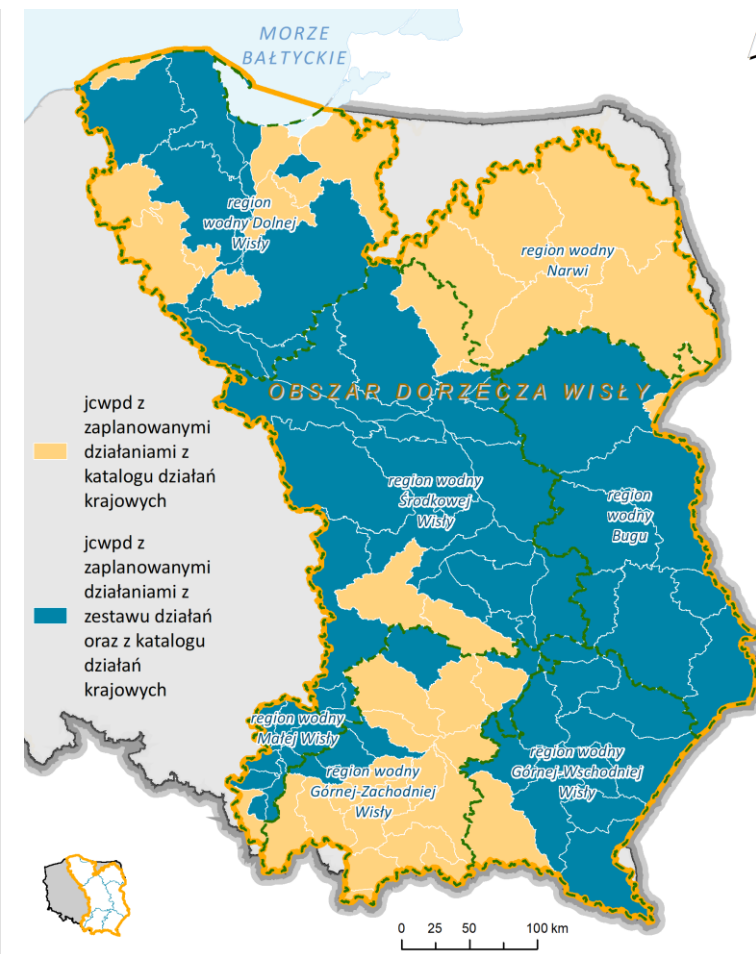 MORZE
BAŁTYCKIE
region
wodny Dolnej
Wisły
region wodny
Narwi
OBSZAR DORZECZA WISŁY
jcwpd z
zaplanowanymi
działaniami z
katalogu działań
krajowych
region wodny
Środkowej
Wisły
region
wodny
Bugu
jcwpd z
zaplanowanymi
działaniami z
zestawu działań
oraz z katalogu
działań
krajowych
region wodny
Małej Wisły
region wodny
Górnej-Zachodniej
Wisły
region wodny
Górnej-Wschodniej
Wisły
0 25 50 100 km